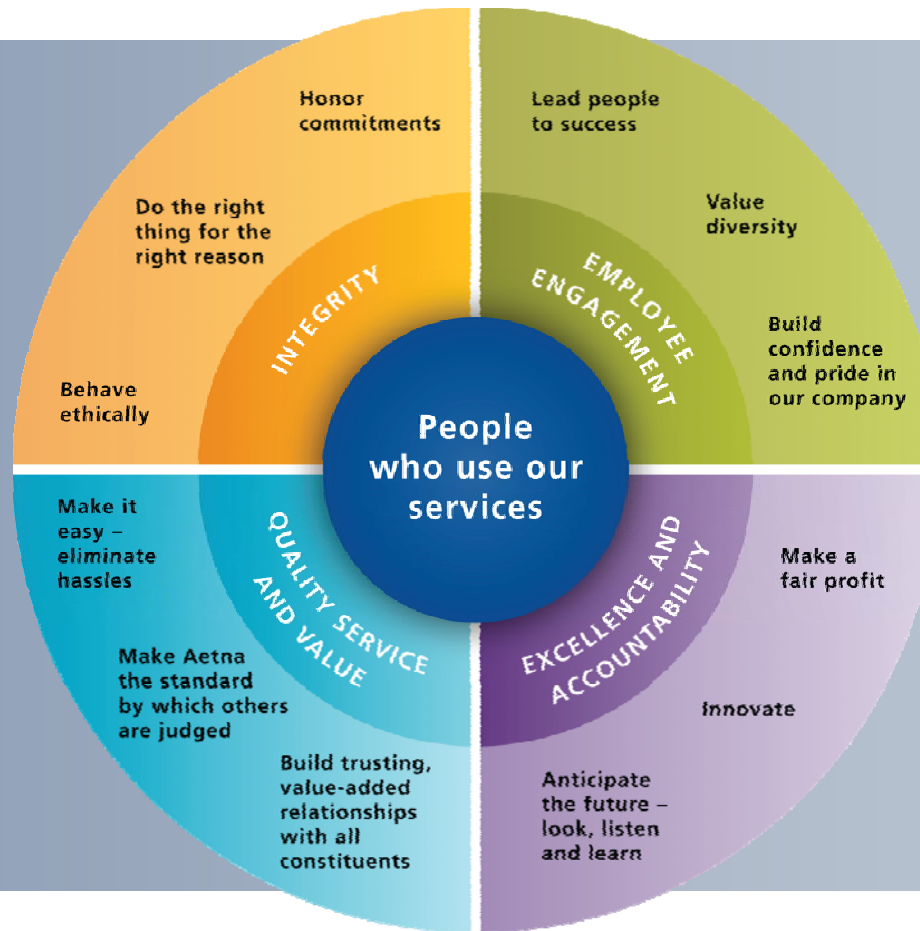 Honor
commitments
Do the right
thing for the
right reason
Behave
ethically
INTEGRITY
Lead people
to success
Value
diversity
Build
confidence
and pride in
our company
EMPLOYEE
ENGAGEMENT
People
who use our
services
Make it
easy –
eliminate
hassles
Make Aetna
the standard
by which others
are judged
Build trusting,
value-added
relationships
with all
constituents
QUALITY SERVICE
AND VALUE
EXCELLENCE AND
ACCOUNTABILITY
Make a
fair profit
Innovate
Anticipate
the future –
look, listen
and learn